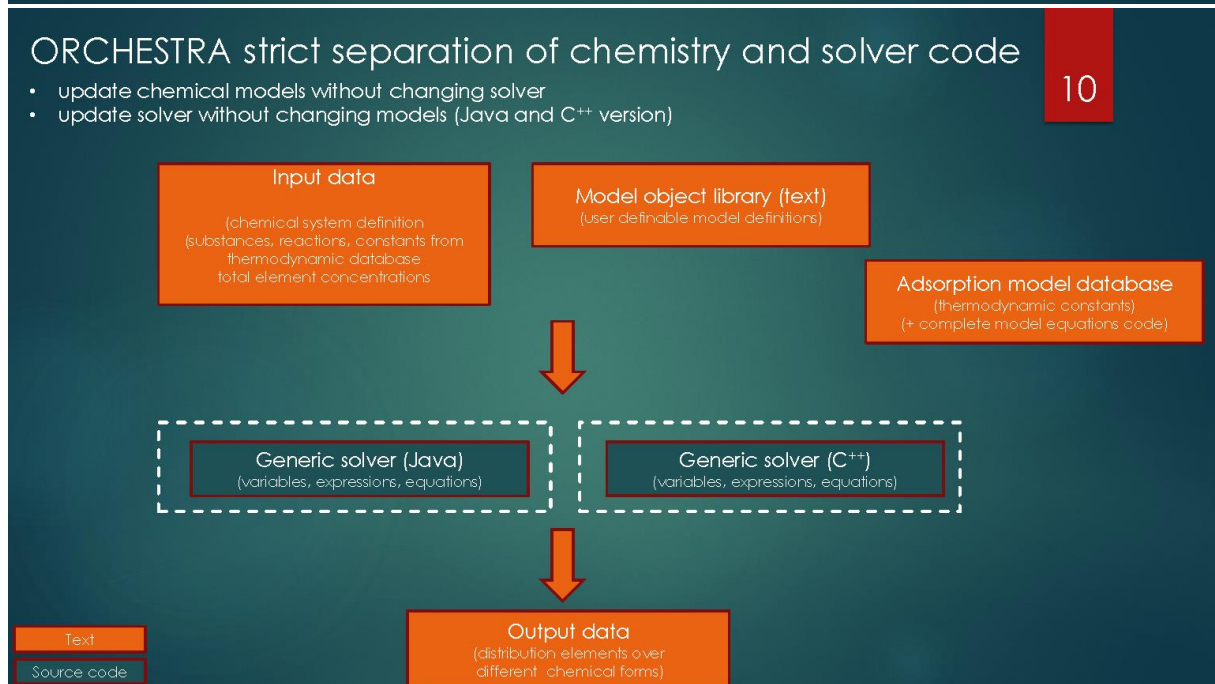 ORCHESTRA strict separation of chemistry and solver code
10
• update chemical models without changing solver
• update solver without changing models (Java and C++ version)
Input data
(chemical system definition
(substances, reactions, constants from
thermodynamic database
total element concentrations
Model object library (text)
(user definable model definitions)
Adsorption model database
(thermodynamic constants)
(+ complete model equations code)
Generic solver (Java)
(variables, expressions, equations)
Generic solver (C++)
(variables, expressions, equations)
Output data
(distribution elements over
different chemical forms)
Text
Source code